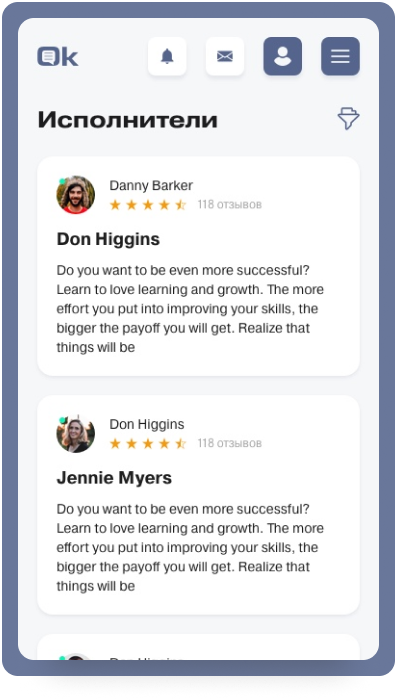 Ok
Исполнители
Danny Barker
118 отзывов
Don Higgins
Do you want to be even more successful?
Learn to love learning and growth. The more
effort you put into improving your skills, the
bigger the payoff you will get. Realize that
things will be
Don Higgins
118 отзывов
Jennie Myers
Do you want to be even more successful?
Learn to love learning and growth. The more
effort you put into improving your skills, the
bigger the payoff you will get. Realize that
things will be